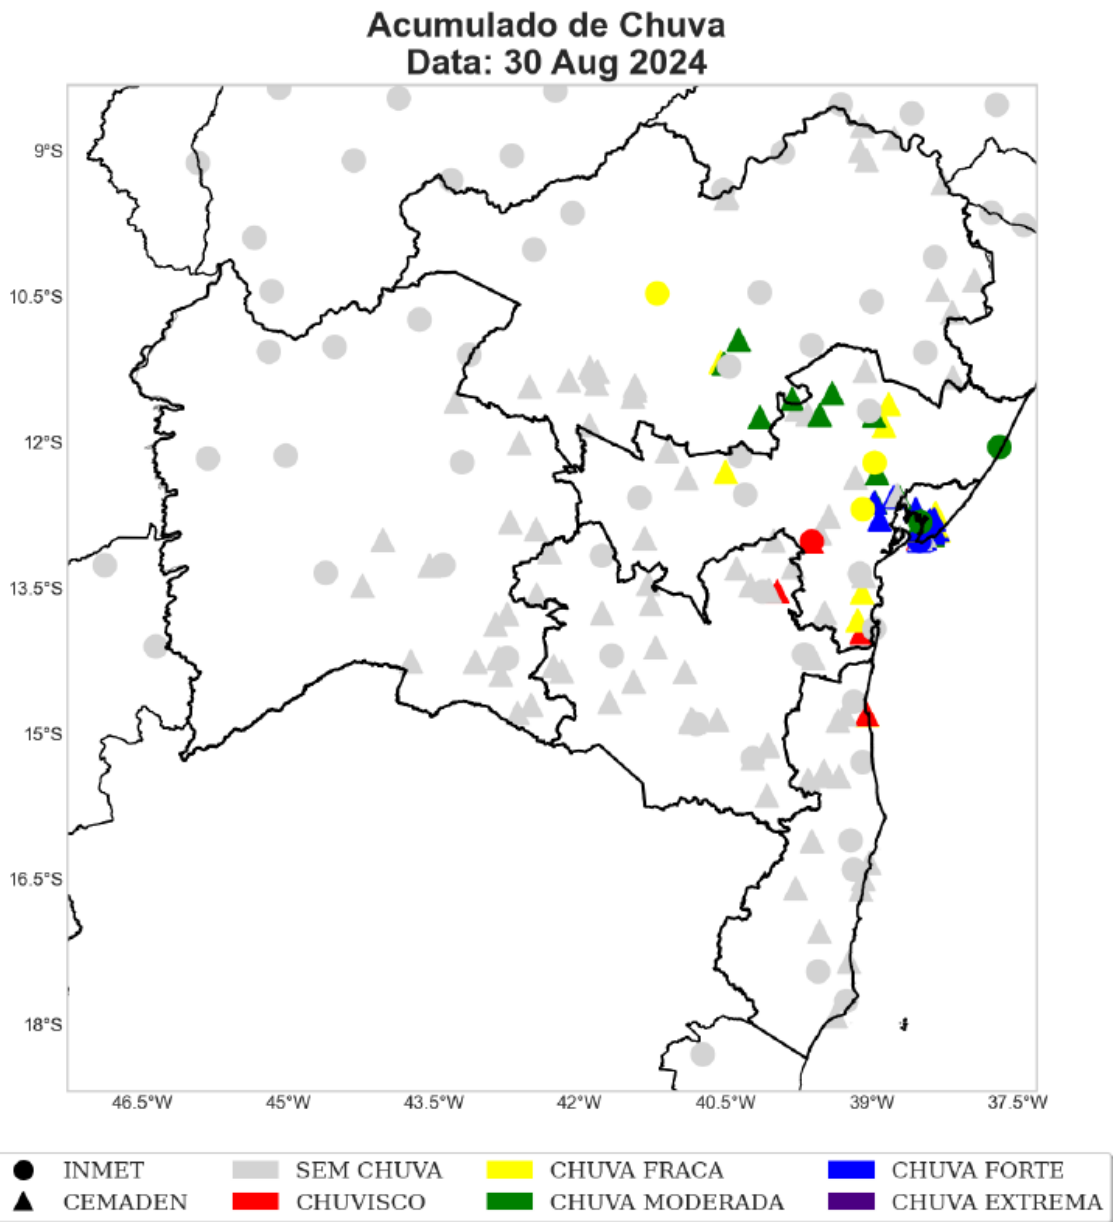 Acumulado de Chuva
Data: 30 Aug 2024
9°S
10.5°S
12°S
13.5°S
15°S
16.5°S
18°S
46.5°W 45°W 43.5°W 42°W 40.5°W 39°W 37.5°W
INMET SEM CHUVA CHUVA FRACA CHUVA FORTE
CEMADEN CHUVISCO CHUVA MODERADA CHUVA EXTREMA